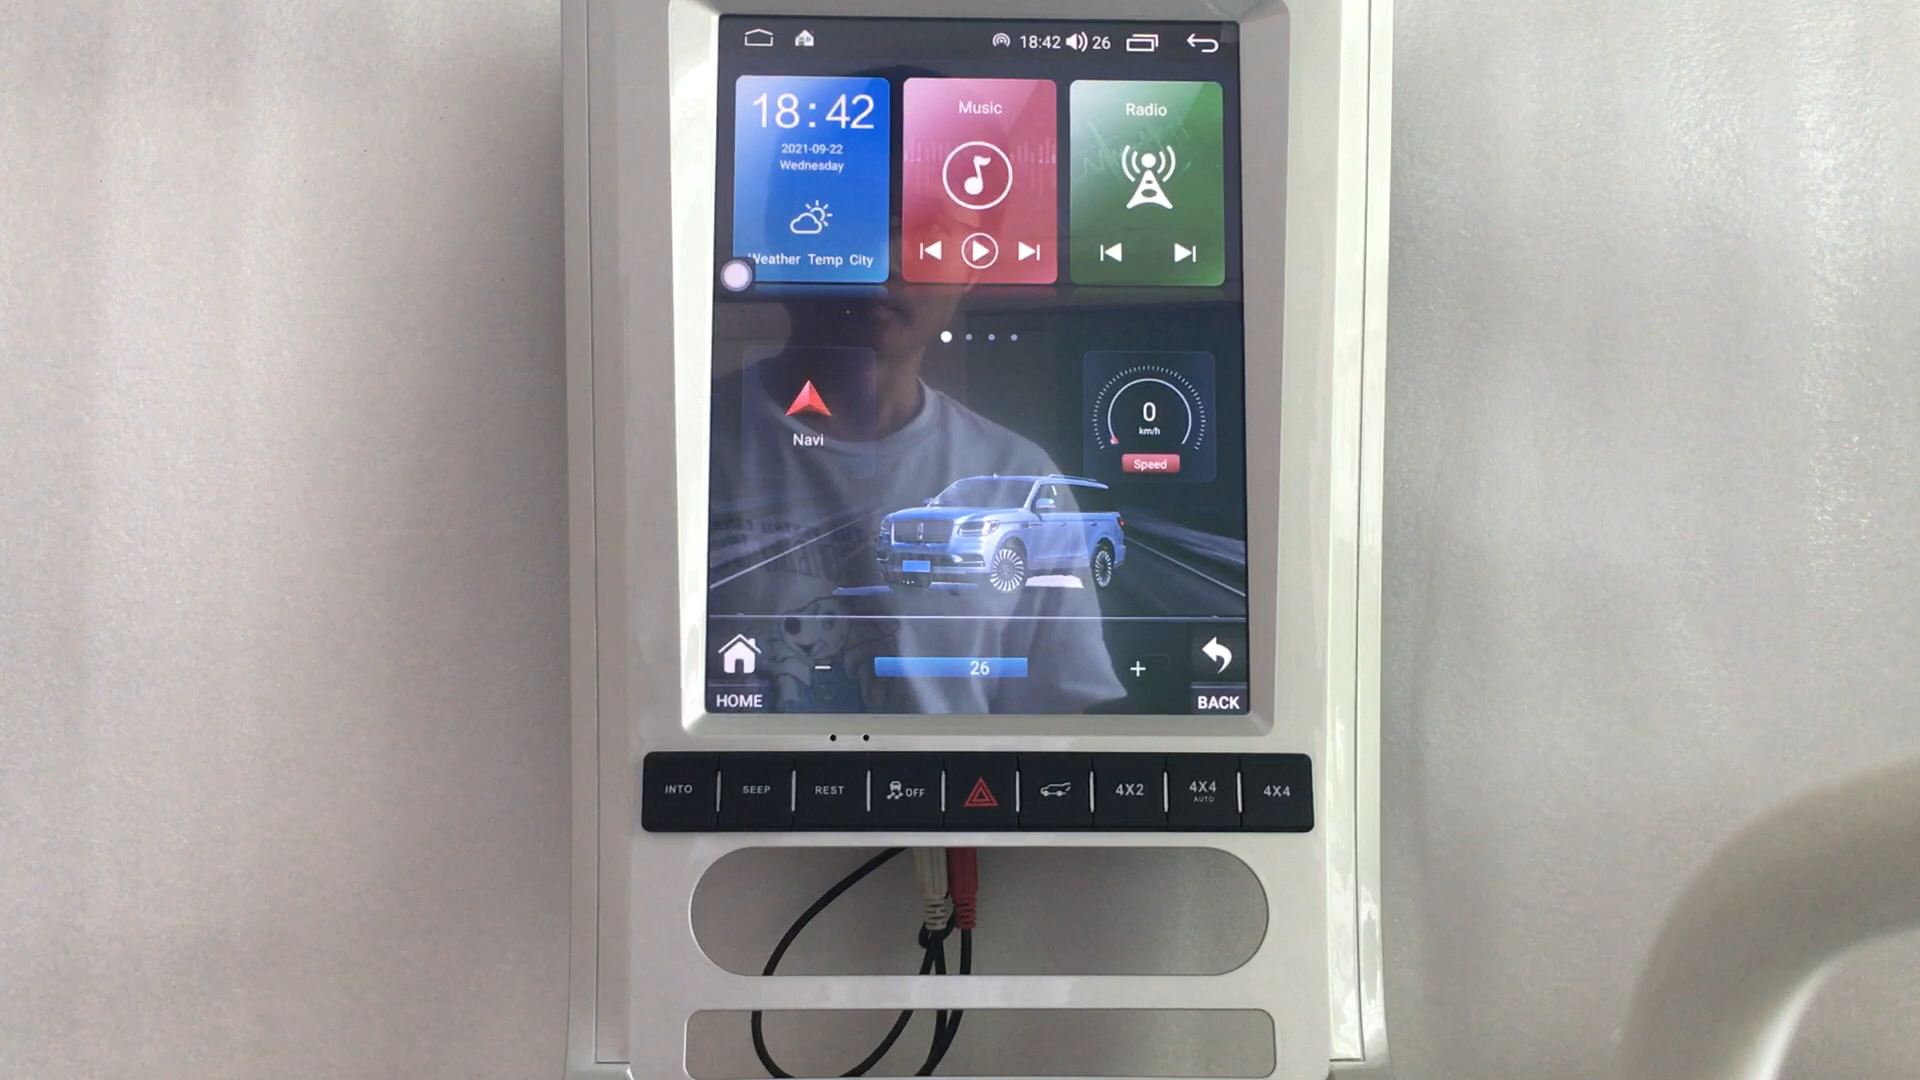 18:42 26
18:42
2021-09-22
Wednesday
Weather Temp City
Music
Radio
Navi
0
km/h
Speed
26
HOME
BACK
INTO
SEEP
REST
OFF
4X2
4X4
AUTO
4X4